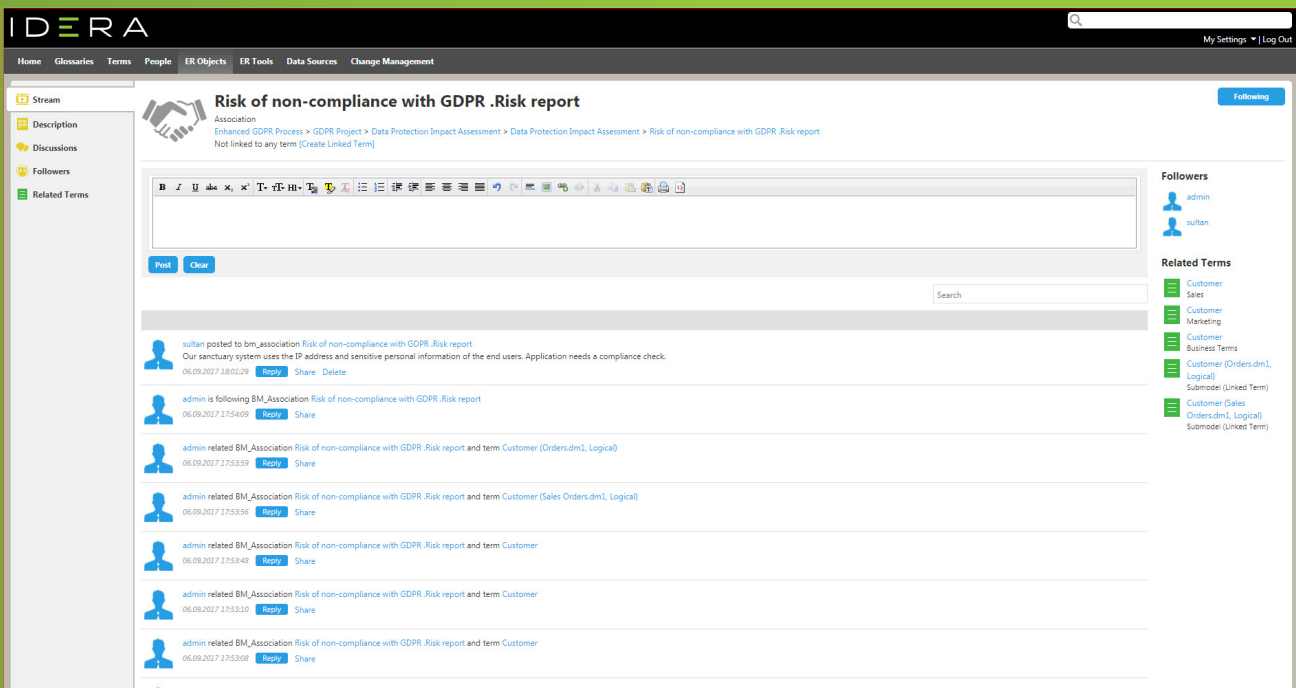 IDERA
My Settings | Log Out
Home Glossaries Terms People ER Objects ER Tools Data Sources Change Management
Stream
Description
Discussions
Followers
Related Terms
Risk of non-compliance with GDPR .Risk report
Association
Enhanced GDPR Process > GDPR Project > Data Protection Impact Assessment > Data Protection Impact Assessment > Risk of non-compliance with GDPR .Risk report
Not linked to any term [Create Linked Term]
Following
B I U abc x, x² T- тT- HI-
Post Clear
Search
sultan posted to bm_association Risk of non-compliance with GDPR .Risk report
Our sanctuary system uses the IP address and sensitive personal information of the end users. Application needs a compliance check.
06.09.2017 18:01:29 Reply Share Delete
admin is following BM_Association Risk of non-compliance with GDPR .Risk report
06.09.2017 17:54:09 Reply Share
admin related BM_Association Risk of non-compliance with GDPR .Risk report and term Customer (Orders.dm1, Logical)
06.09.2017 17:53:59 Reply Share
admin related BM_Association Risk of non-compliance with GDPR .Risk report and term Customer (Sales Orders.dm1, Logical)
06.09.2017 17:53:56 Reply Share
admin related BM_Association Risk of non-compliance with GDPR .Risk report and term Customer
06.09.2017 17:53:48 Reply Share
admin related BM_Association Risk of non-compliance with GDPR .Risk report and term Customer
06.09.2017 17:53:10 Reply Share
admin related BM_Association Risk of non-compliance with GDPR .Risk report and term Customer
06.09.2017 17:53:08 Reply Share
Followers
admin
sultan
Related Terms
Customer
Sales
Customer
Marketing
Customer
Business Terms
Customer (Orders.dm1,
Logical)
Submodel (Linked Term)
Customer (Sales
Orders.dm1, Logical)
Submodel (Linked Term)